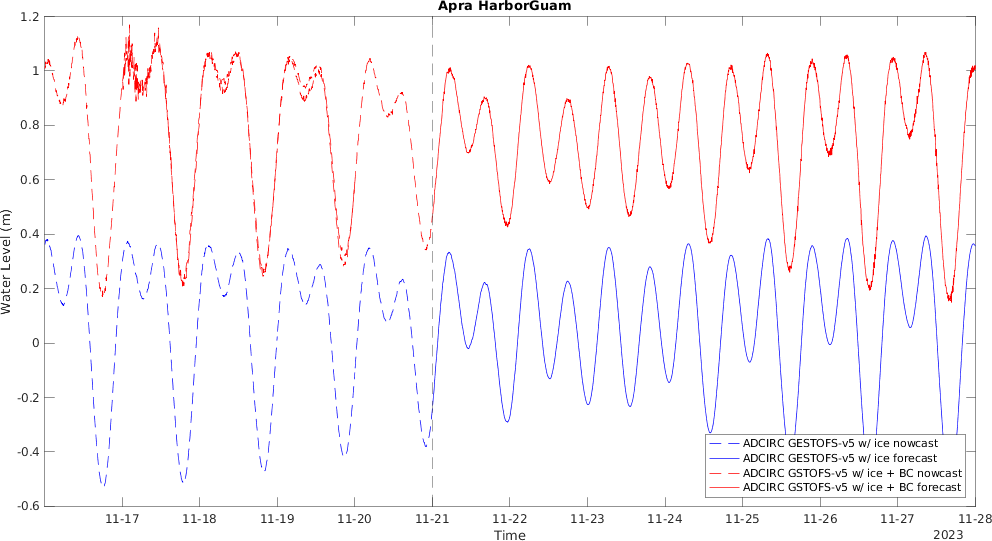 Apra HarborGuam
1.2
1
0.8
0.6
0.4
0.2
0
-0.2
-0.4
-0.6
Water Level (m)
ADCIRC GESTOFS-v5 w/ ice nowcast
ADCIRC GESTOFS-v5 w/ ice forecast
ADCIRC GSTOFS-v5 w/ ice + BC nowcast
ADCIRC GSTOFS-v5 w/ ice + BC forecast
11-17 11-18 11-19 11-20 11-21 11-22 11-23 11-24 11-25 11-26 11-27 11-28
Time
2023